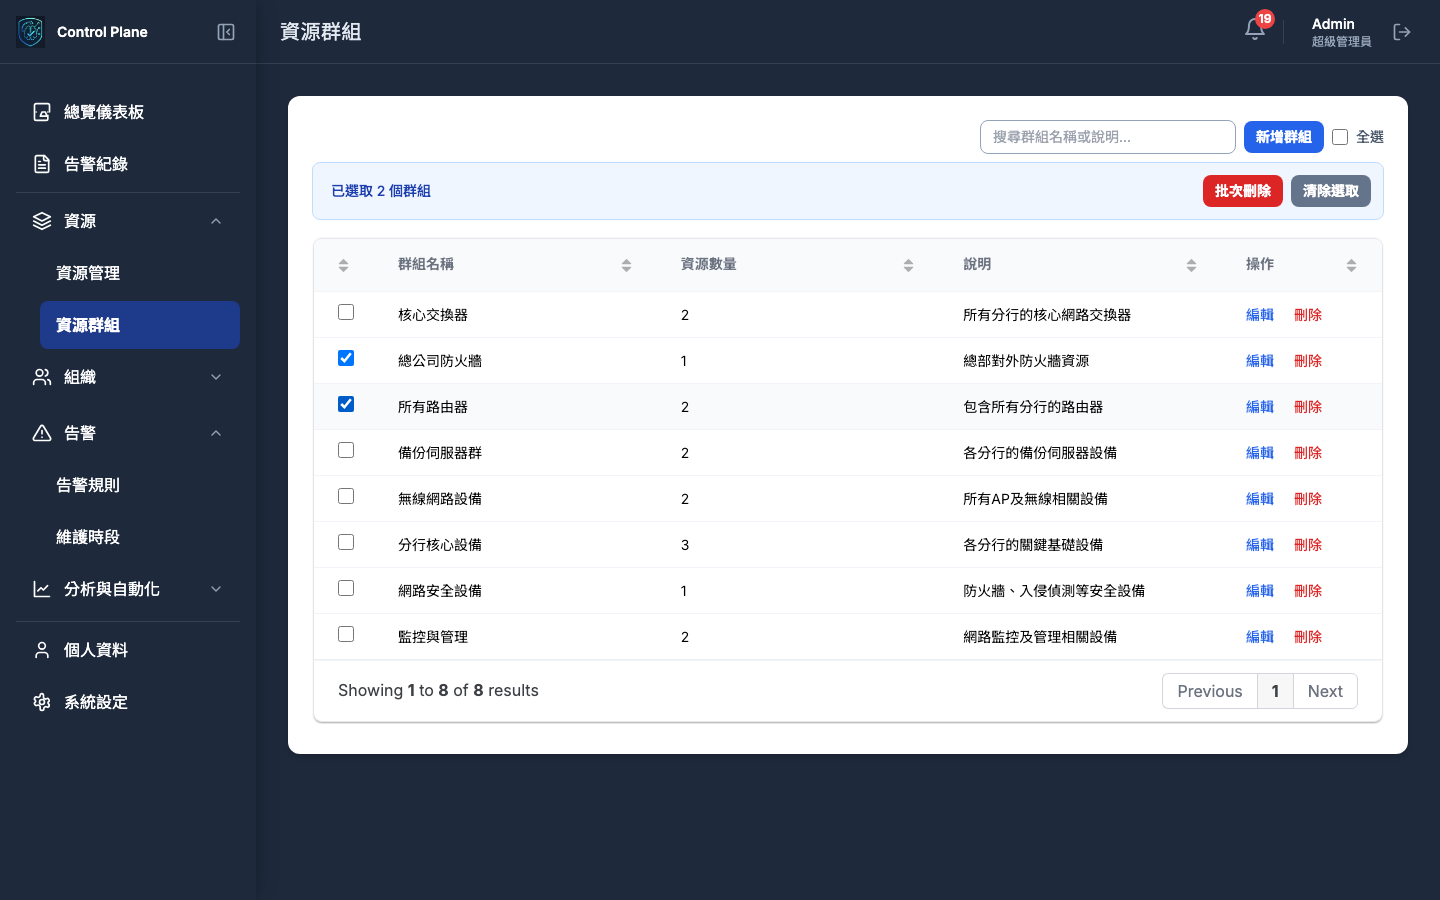 Control Plane
資源群組
19
Admin
超級管理員
總覽儀表板
告警紀錄
資源
資源管理
資源群組
組織
告警
告警規則
維護時段
分析與自動化
個人資料
系統設定
搜尋群組名稱或說明...
新增群組
全選
已選取 2 個群組
批次刪除
清除選取
群組名稱 資源數量 說明 操作
核心交換器 2 所有分行的核心網路交換器 編輯 刪除
總公司防火牆 1 總部對外防火牆資源 編輯 刪除
所有路由器 2 包含所有分行的路由器 編輯 刪除
備份伺服器群 2 各分行的備份伺服器設備 編輯 刪除
無線網路設備 2 所有AP及無線相關設備 編輯 刪除
分行核心設備 3 各分行的關鍵基礎設備 編輯 刪除
網路安全設備 1 防火牆、入侵偵測等安全設備 編輯 刪除
監控與管理 2 網路監控及管理相關設備 編輯 刪除
Showing 1 to 8 of 8 results
Previous 1 Next